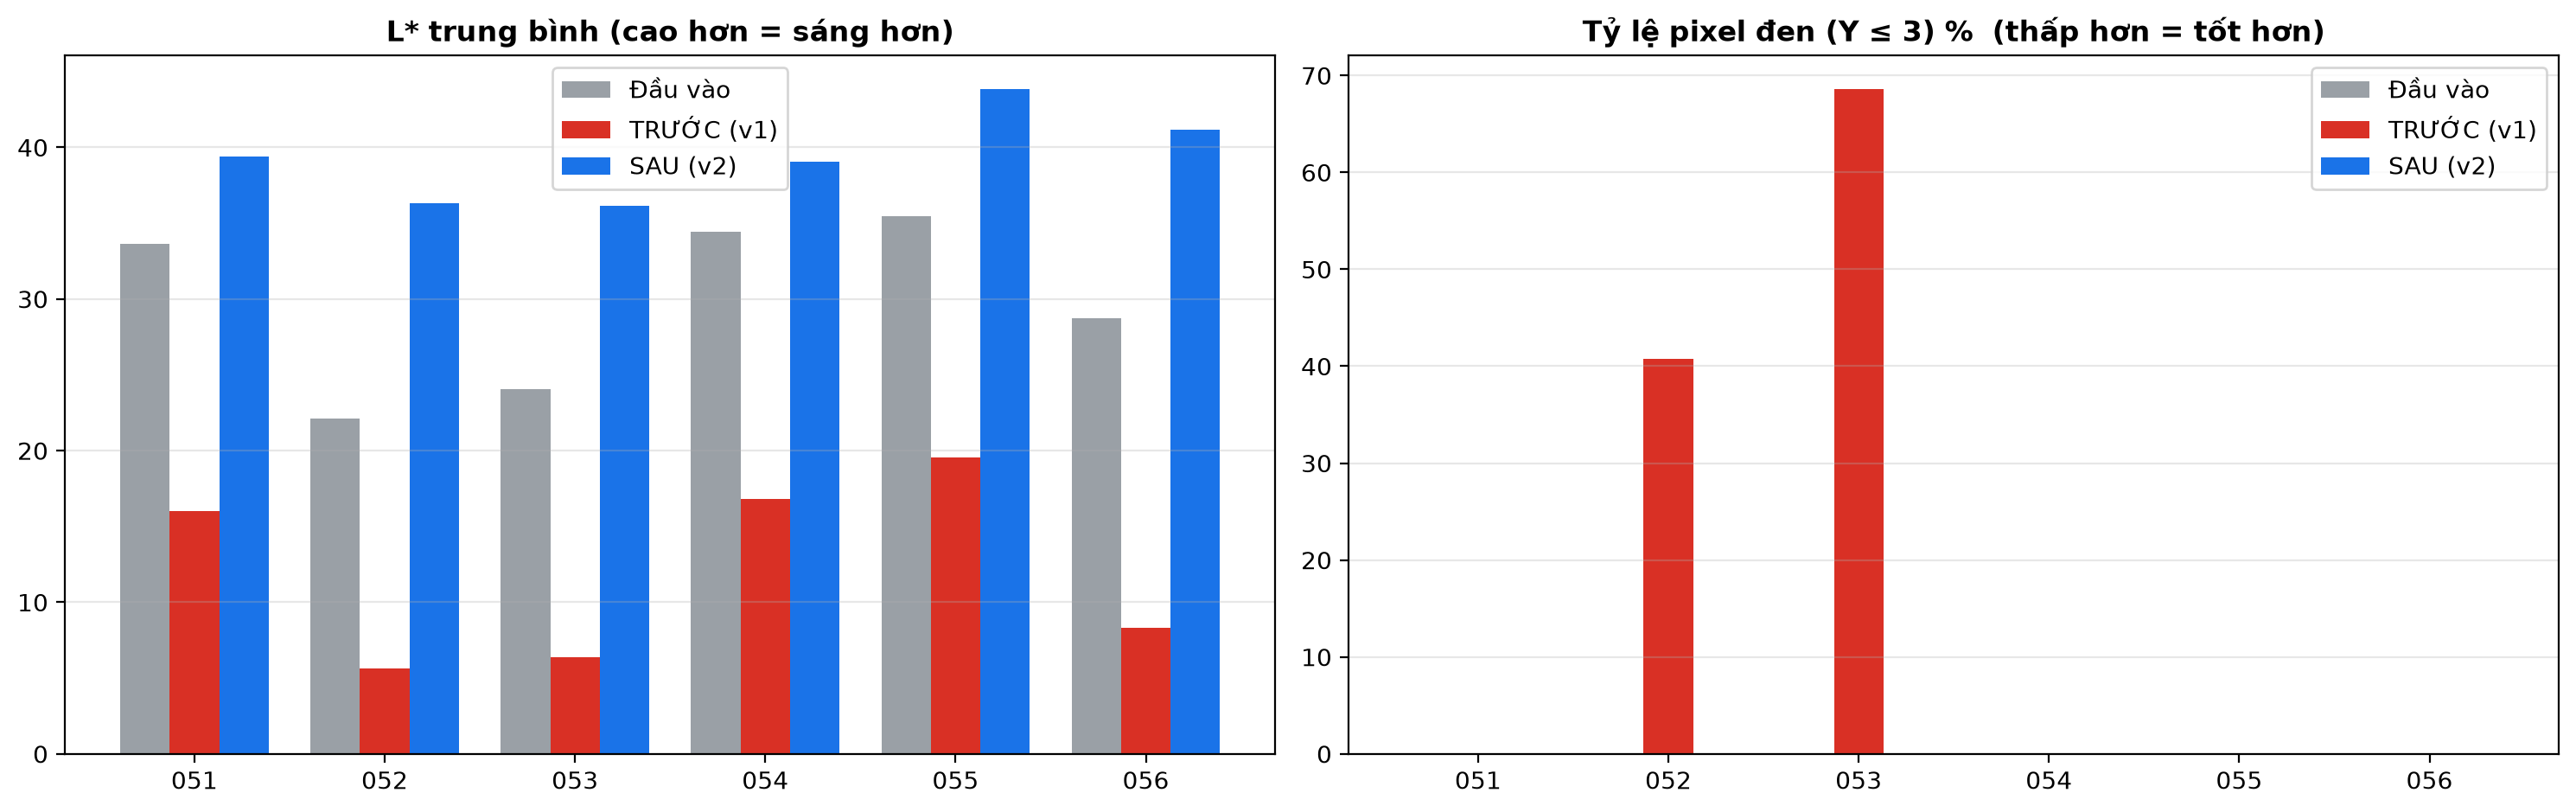 L* trung bình (cao hơn = sáng hơn)
Đầu vào
TRƯỚC (v1)
SAU (v2)
40
30
20
10
0
051 052 053 054 055 056
Tỷ lệ pixel đen (Y ≤ 3) % (thấp hơn = tốt hơn)
Đầu vào
TRƯỚC (v1)
SAU (v2)
70
60
50
40
30
20
10
0
051 052 053 054 055 056